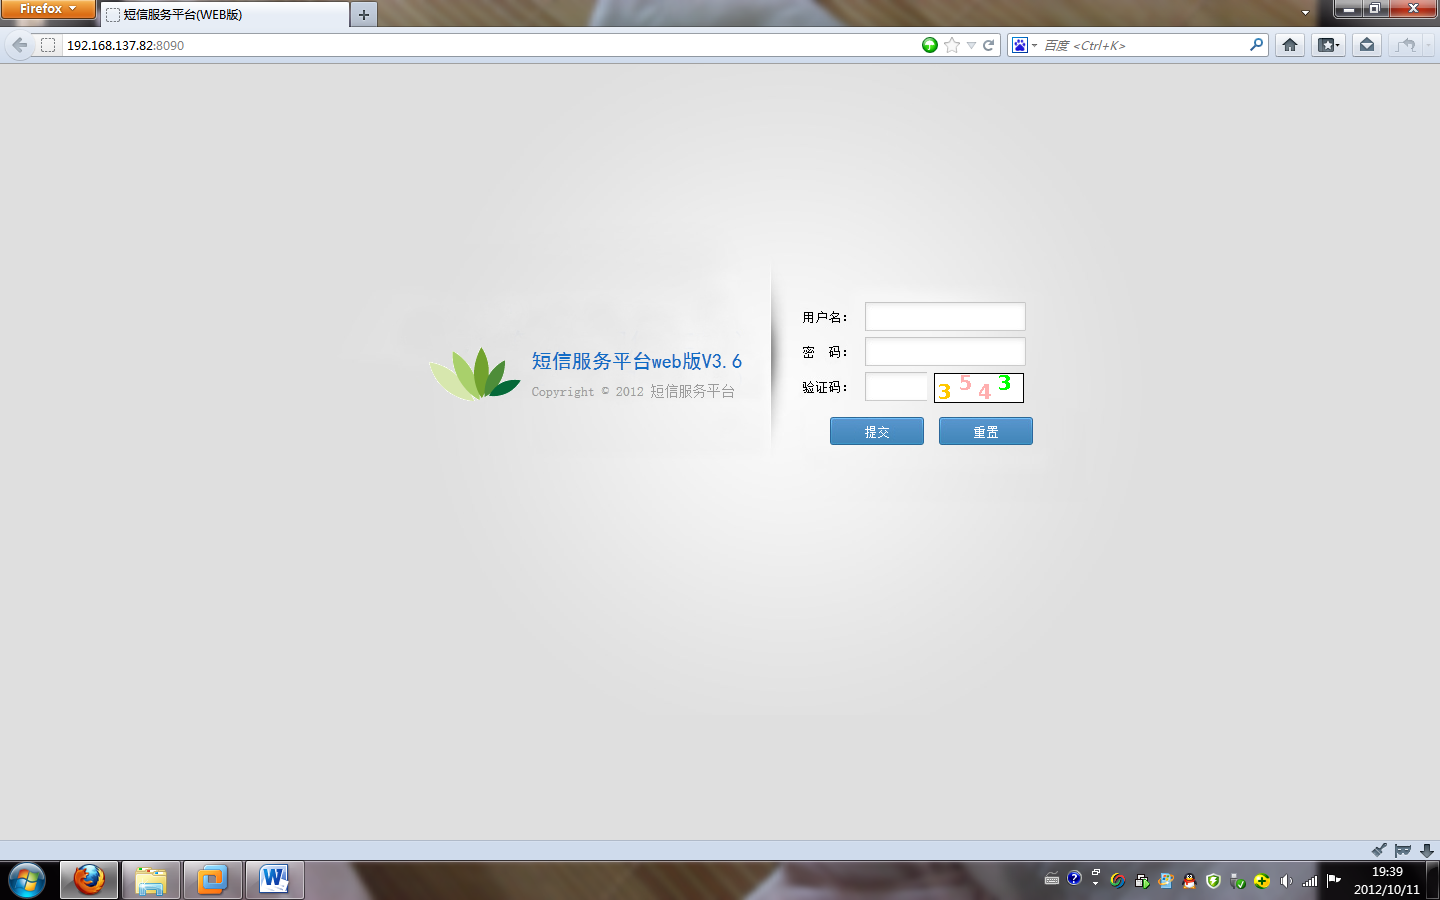 Firefox
短信服务平台(WEB版)
192.168.137.82:8090
百度 <Ctrl+K>
用户名：
短信服务平台web版V3.6
密 码：
Copyright © 2012 短信服务平台
验证码：
3 5 4 3
提交
重置
19:39
2012/10/11